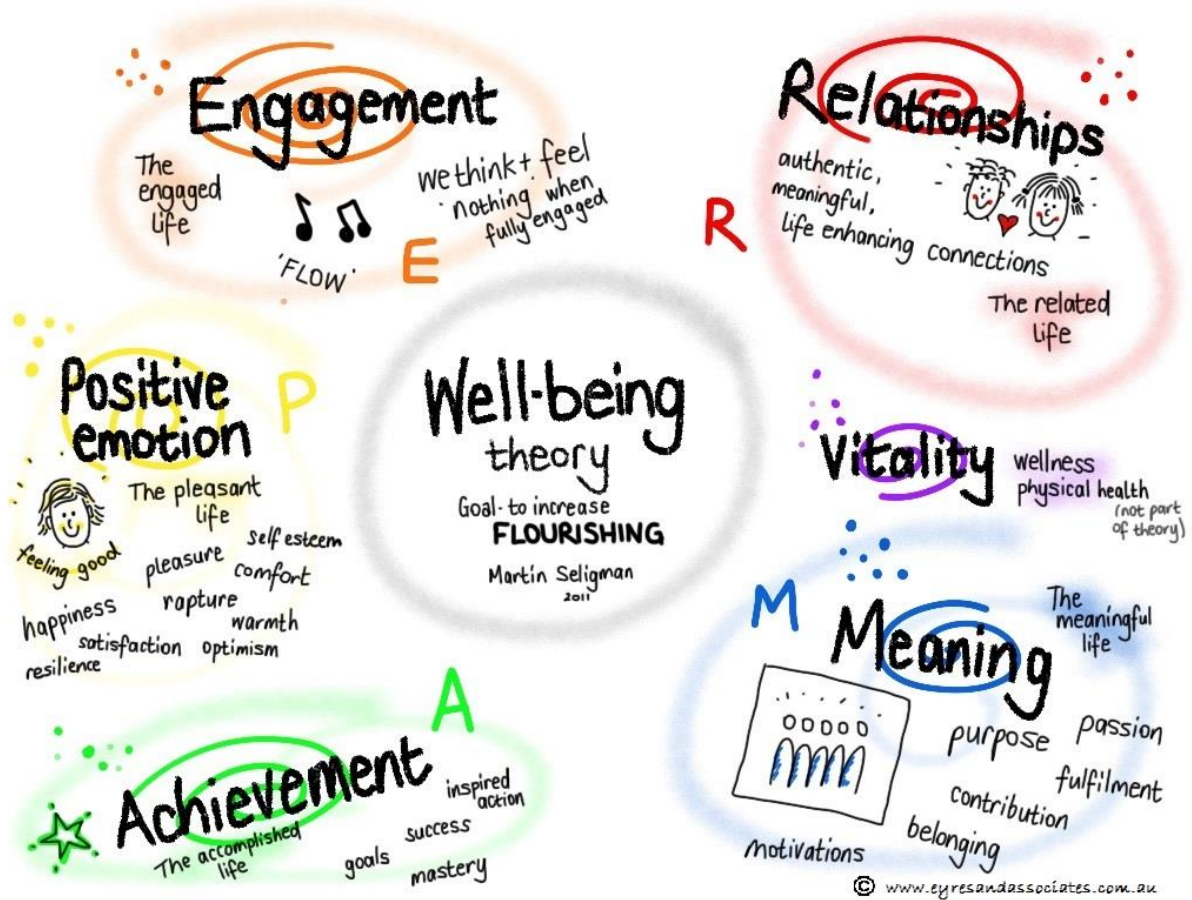 Engagement
The
engaged
life
'FLOW'
we think + feel
'nothing' when
fully engaged
E
Relationships
authentic,
meaningful,
life enhancing connections
The related
life
R
Positive
emotion
P
The pleasant
life
feeling good
pleasure
self esteem
comfort
happiness
rapture
warmth
satisfaction
optimism
resilience
Well-being
theory
Goal - to increase
FLOURISHING
Martin Seligman
2011
Vitality
wellness
physical health
(not part
of theory)
M
Meaning
The
meaningful
life
purpose
passion
fulfilment
contribution
belonging
motivations
A
Achievement
The accomplished
life
inspired
action
success
goals
mastery
© www.eyresandassociates.com.au